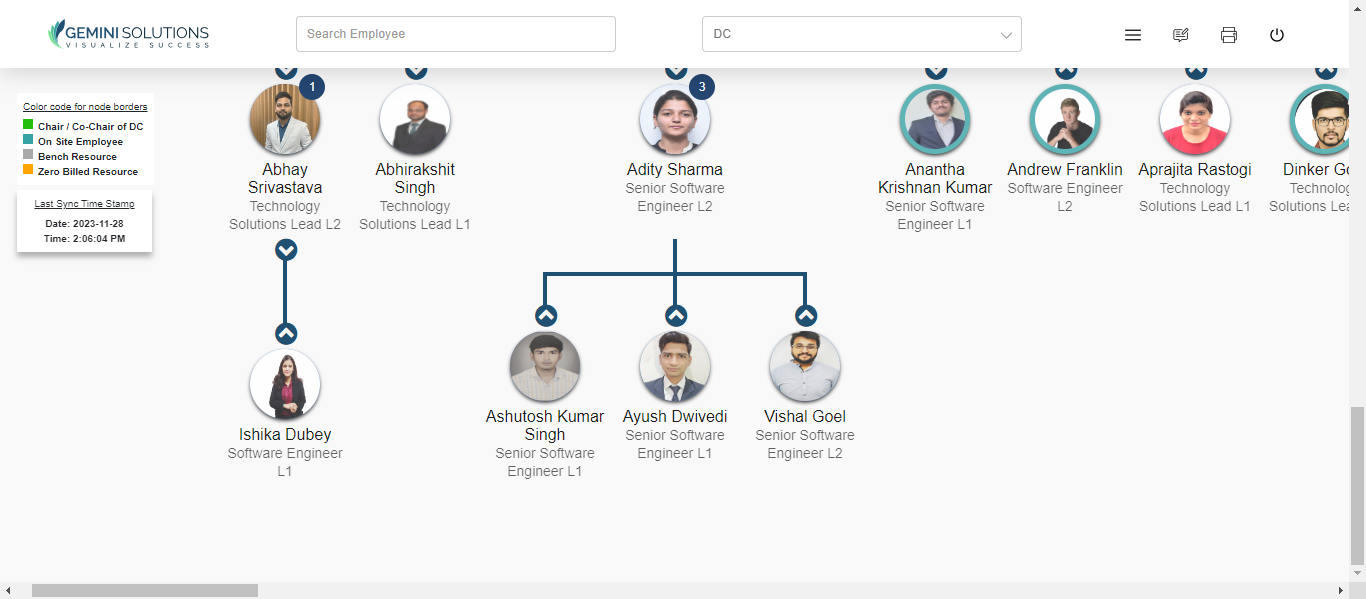 GEMINI SOLUTIONS
VISUALIZE SUCCESS
Search Employee
DC
Color code for node borders
Chair / Co-Chair of DC
On Site Employee
Bench Resource
Zero Billed Resource
Last Sync Time Stamp
Date: 2023-11-28
Time: 2:06:04 PM
1
Abhay
Srivastava
Technology
Solutions Lead L2
Abhirakshit
Singh
Technology
Solutions Lead L1
3
Adity Sharma
Senior Software
Engineer L2
Anantha
Krishnan Kumar
Senior Software
Engineer L1
Andrew Franklin
Software Engineer
L2
Aprajita Rastogi
Technology
Solutions Lead L1
Dinker Go
Technolog
Solutions Lea
Ishika Dubey
Software Engineer
L1
Ashutosh Kumar
Singh
Senior Software
Engineer L1
Ayush Dwivedi
Senior Software
Engineer L1
Vishal Goel
Senior Software
Engineer L2